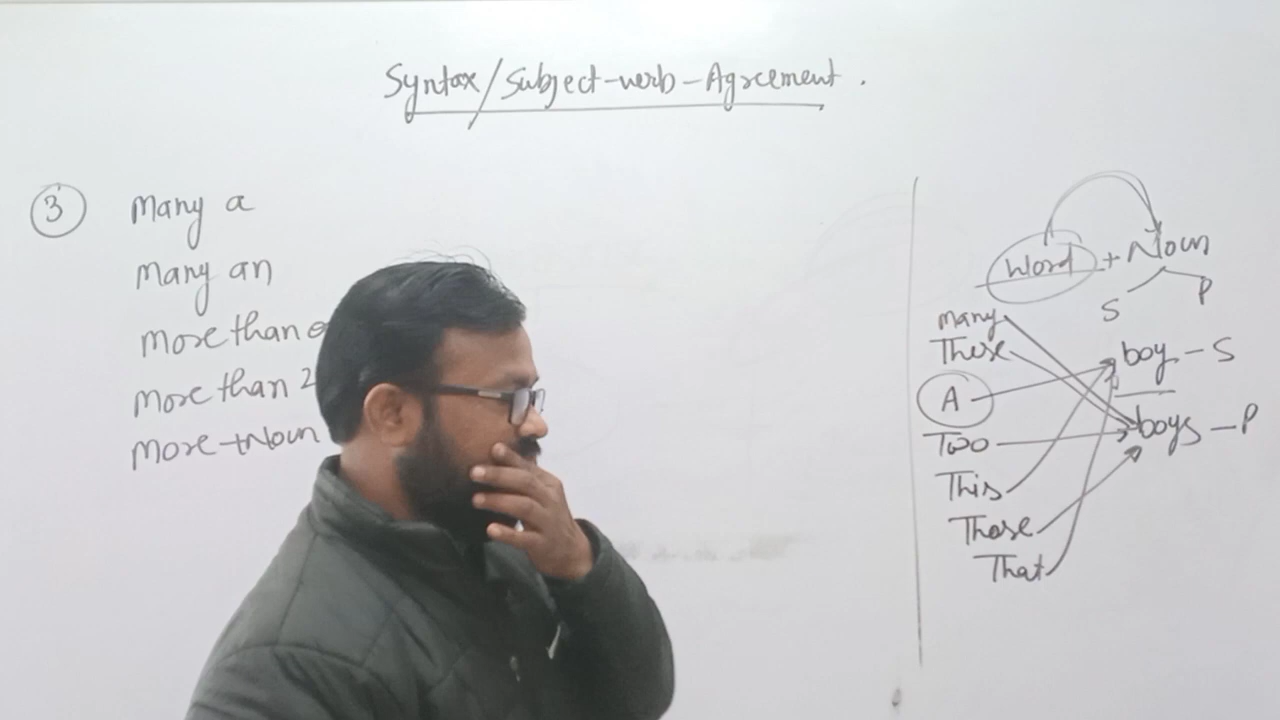 Syntax/Subject-verb-Agreement.
3 Many a
Many an
More than
More than 2
More + Noun
Word + Noun
S P
many
These
A
Two
This
Those
That
boy - S
boys - P